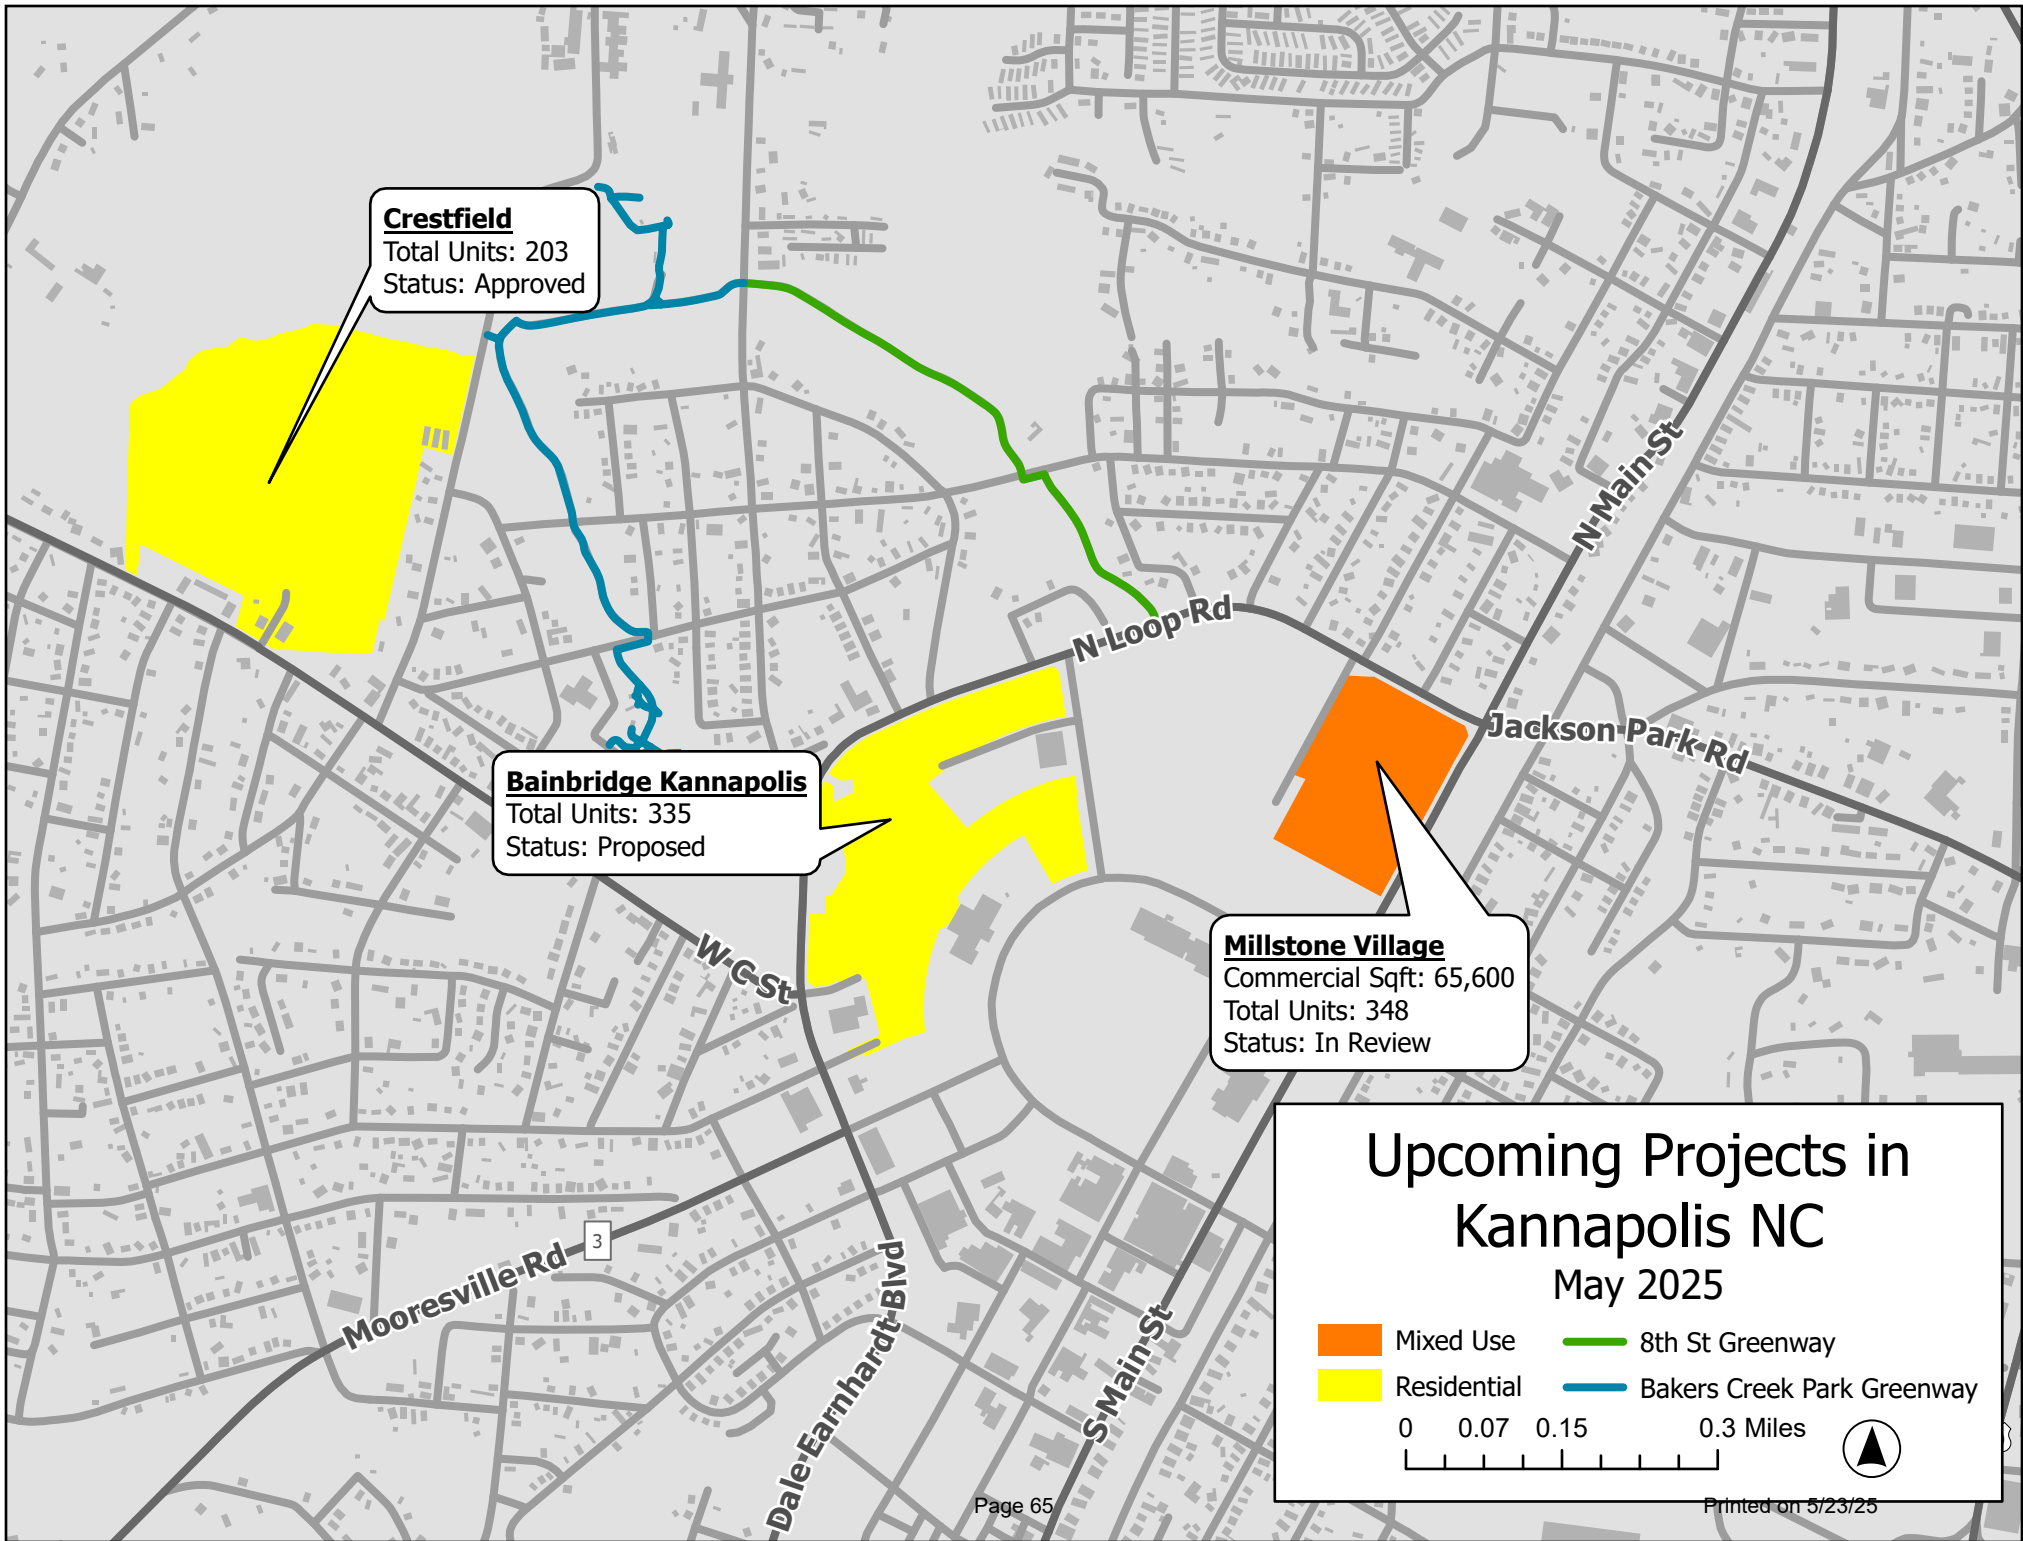 Crestfield
Total Units: 203
Status: Approved
N Main St
N Loop Rd
Jackson Park Rd
Bainbridge Kannapolis
Total Units: 335
Status: Proposed
W C St
Millstone Village
Commercial Sqft: 65,600
Total Units: 348
Status: In Review
Mooresville Rd
3
Dale Earnhardt Blvd
S Main St
Upcoming Projects in
Kannapolis NC
May 2025
Mixed Use
8th St Greenway
Residential
Bakers Creek Park Greenway
0 0.07 0.15 0.3 Miles
Page 65
Printed on 5/23/25